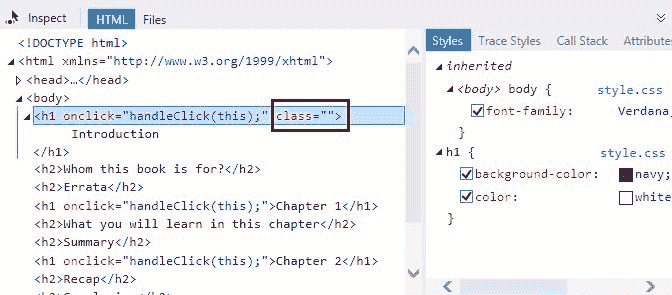 Inspect HTML Files
<!DOCTYPE html>
<html xmlns="http://www.w3.org/1999/xhtml">
<head>…</head>
<body>
<h1 onclick="handleClick(this);" class="">
Introduction
</h1>
<h2>Whom this book is for?</h2>
<h2>Errata</h2>
<h1 onclick="handleClick(this);">Chapter 1</h1>
<h2>What you will learn in this chapter</h2>
<h2>Summary</h2>
<h1 onclick="handleClick(this);">Chapter 2</h1>
<h2>Recap</h2>
Styles Trace Styles Call Stack Attributes
inherited
<body> body { style.css
font-family: Verdana,
}
h1 { style.css
background-color: navy;
color: white
}